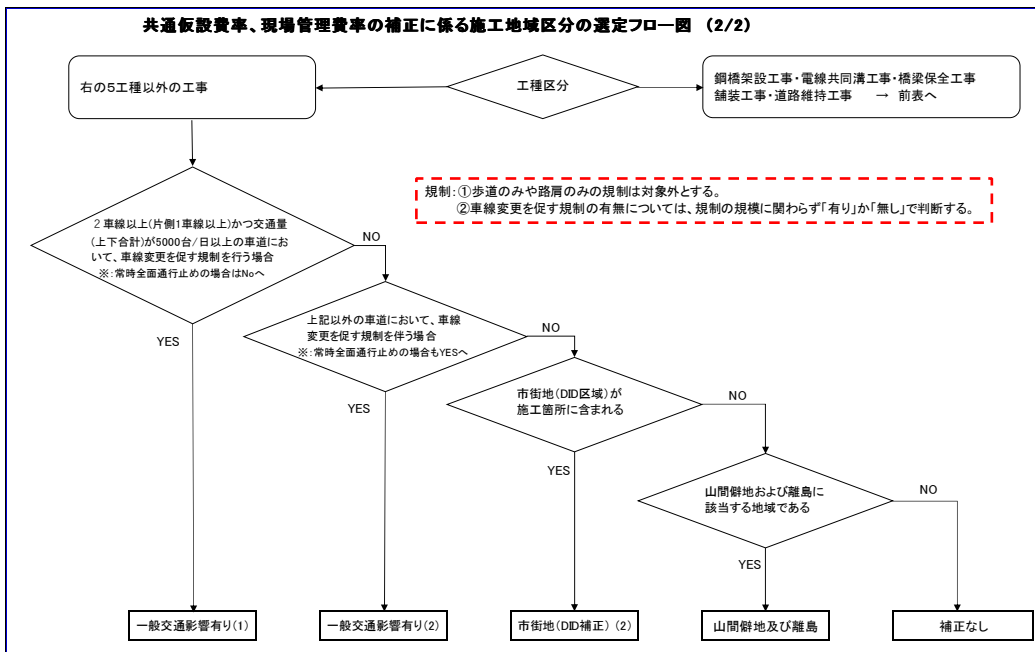 共通仮設費率、現場管理費率の補正に係る施工地域区分の選定フロー図 (2/2)
右の5工種以外の工事
工種区分
鋼橋架設工事・電線共同溝工事・橋梁保全工事
舗装工事・道路維持工事 → 前表へ
規制:①歩道のみや路肩のみの規制は対象外とする。
②車線変更を促す規制の有無については、規制の規模に関わらず「有り」か「無し」で判断する。
2車線以上(片側1車線以上)かつ交通量
(上下合計)が5000台/日以上の車道にお
いて、車線変更を促す規制を行う場合
※:常時全面通行止めの場合はNoへ
NO
YES
上記以外の車道において、車線
変更を促す規制を伴う場合
※:常時全面通行止めの場合もYESへ
NO
YES
市街地(DID区域)が
施工箇所に含まれる
NO
YES
山間僻地および離島に
該当する地域である
NO
YES
一般交通影響有り(1)
一般交通影響有り(2)
市街地(DID補正)(2)
山間僻地及び離島
補正なし